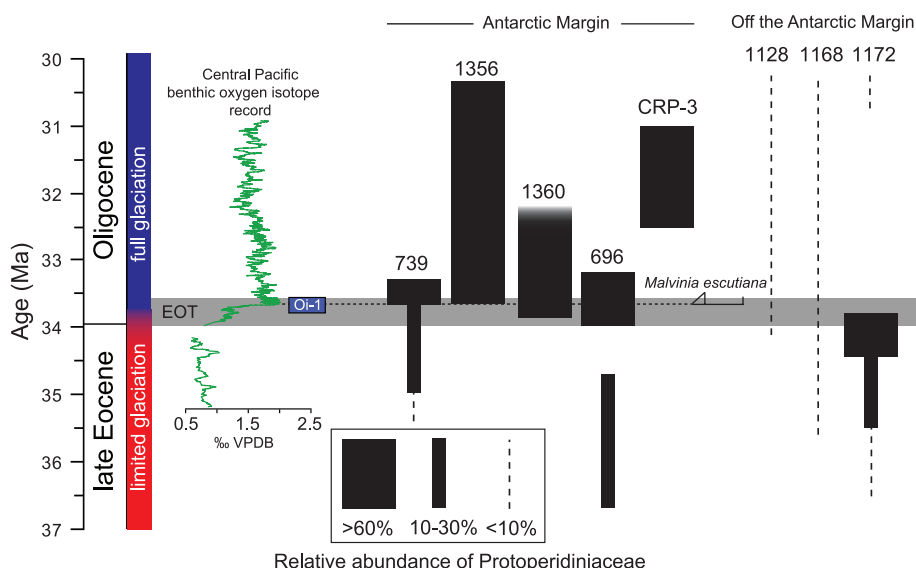 Antarctic Margin
Off the Antarctic Margin
1128 1168 1172
Central Pacific
benthic oxygen isotope
record
1356
CRP-3
1360
739
696
Malvinia escutiana
Oi-1
EOT
Age (Ma)
30
31
32
33
34
35
36
37
Oligocene
late Eocene
full glaciation
limited glaciation
0.5 1.5 2.5
‰ VPDB
>60% 10-30% <10%
Relative abundance of Protoperidiniaceae